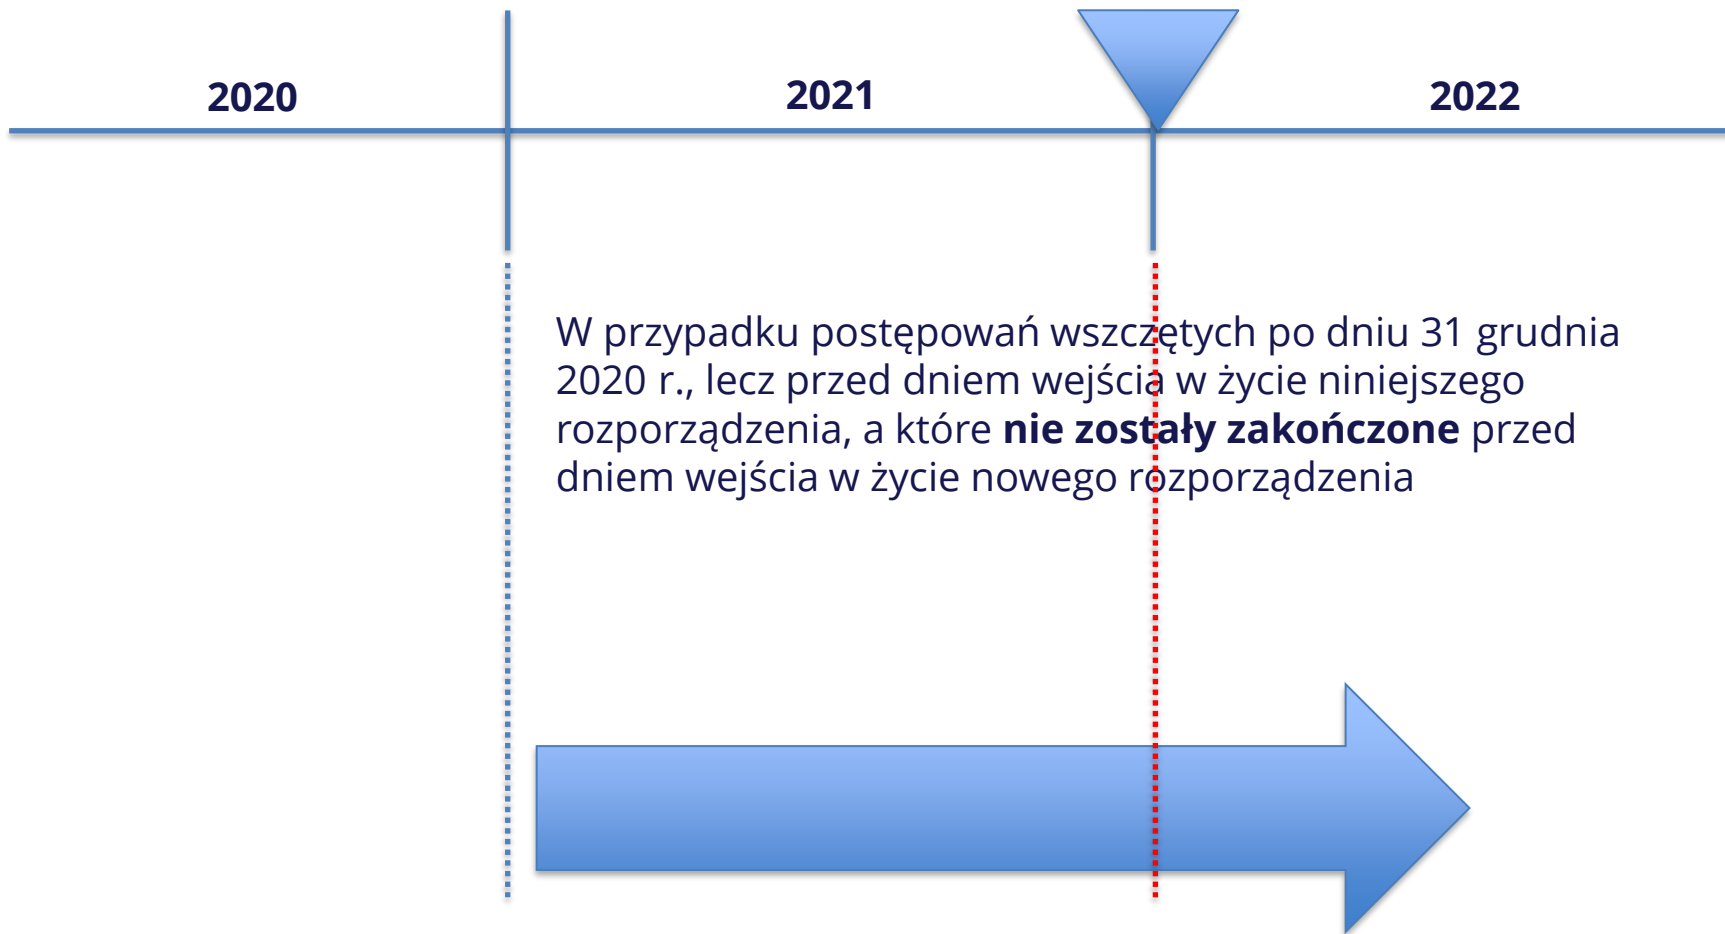 2020
2021
2022
W przypadku postępowań wszczętych po dniu 31 grudnia
2020 r., lecz przed dniem wejścia w życie niniejszego
rozporządzenia, a które nie zostały zakończone przed
dniem wejścia w życie nowego rozporządzenia